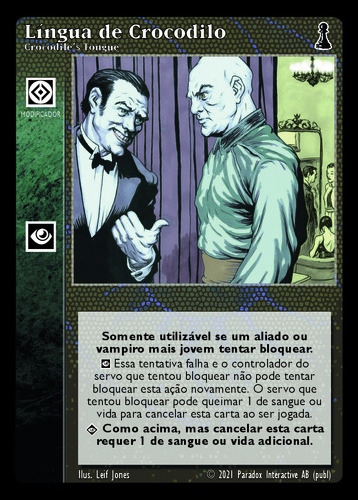 Língua de Crocodilo
Crocodile's Tongue
MODIFICADOR
Somente utilizável se um aliado ou
vampiro mais jovem tentar bloquear.
Essa tentativa falha e o controlador do
servo que tentou bloquear não pode tentar
bloquear esta ação novamente. O servo que
tentou bloquear pode queimar 1 de sangue ou
vida para cancelar esta carta ao ser jogada.
Como acima, mas cancelar esta carta
requer 1 de sangue ou vida adicional.
Ilus. Leif Jones
© 2021 Paradox Interactive AB (publ)